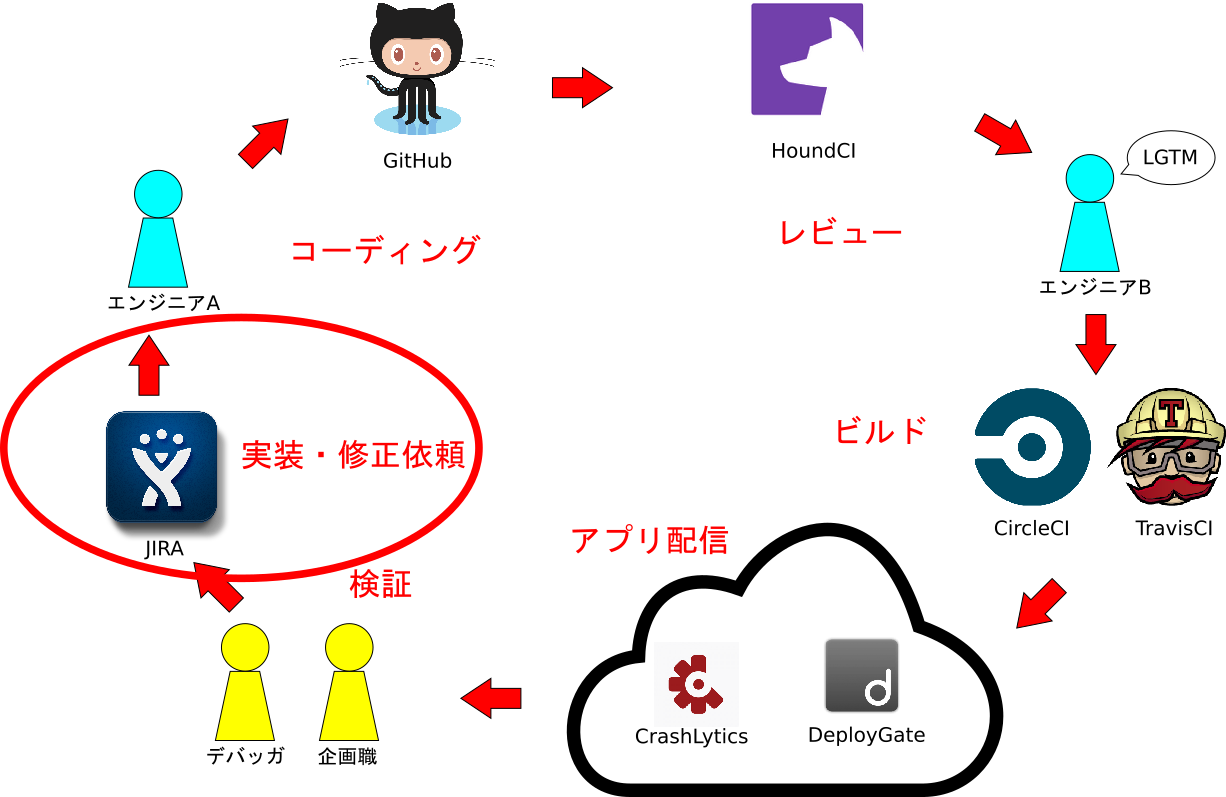 GitHub
HoundCI
LGTM
コーディング
レビュー
エンジニアA
エンジニアB
実装・修正依頼
ビルド
JIRA
CircleCI
TravisCI
T
アプリ配信
検証
CrashLytics
DeployGate
d
デバッガ
企画職